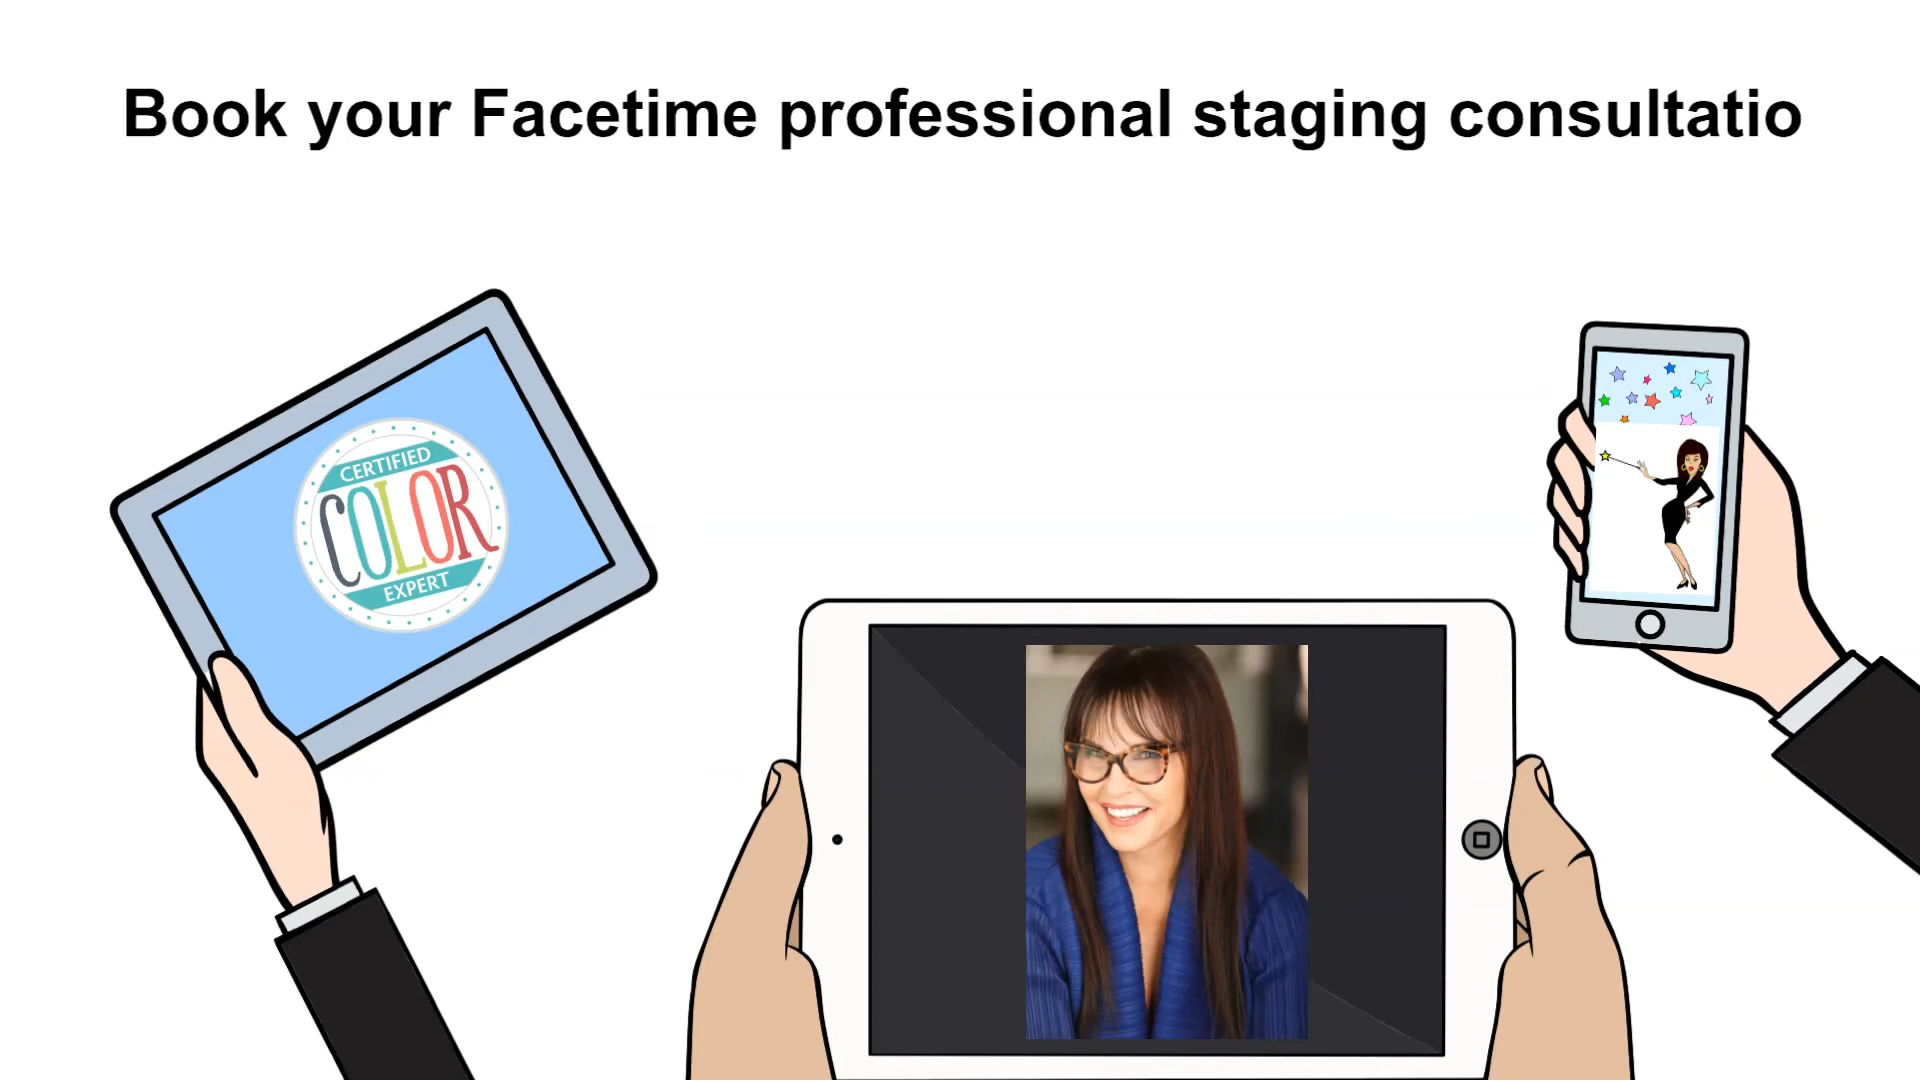 Book your Facetime professional staging consultatio
CERTIFIED
COLOR
EXPERT